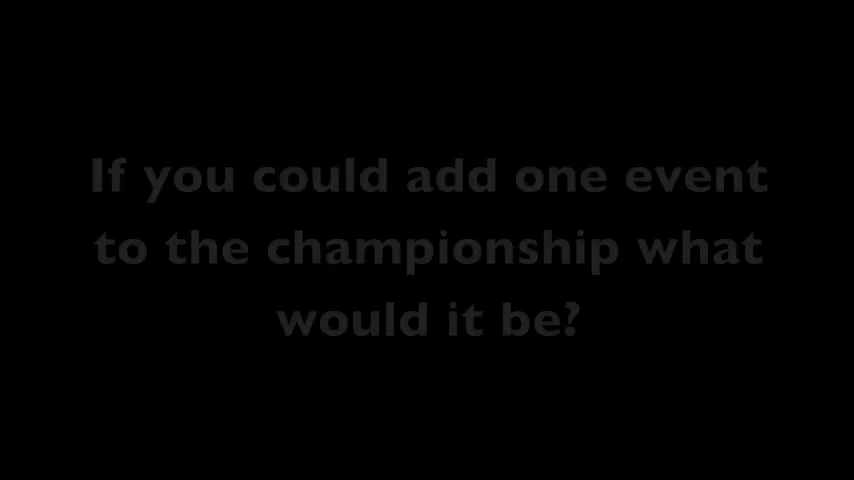 If you could add one event
to the championship what
would it be?